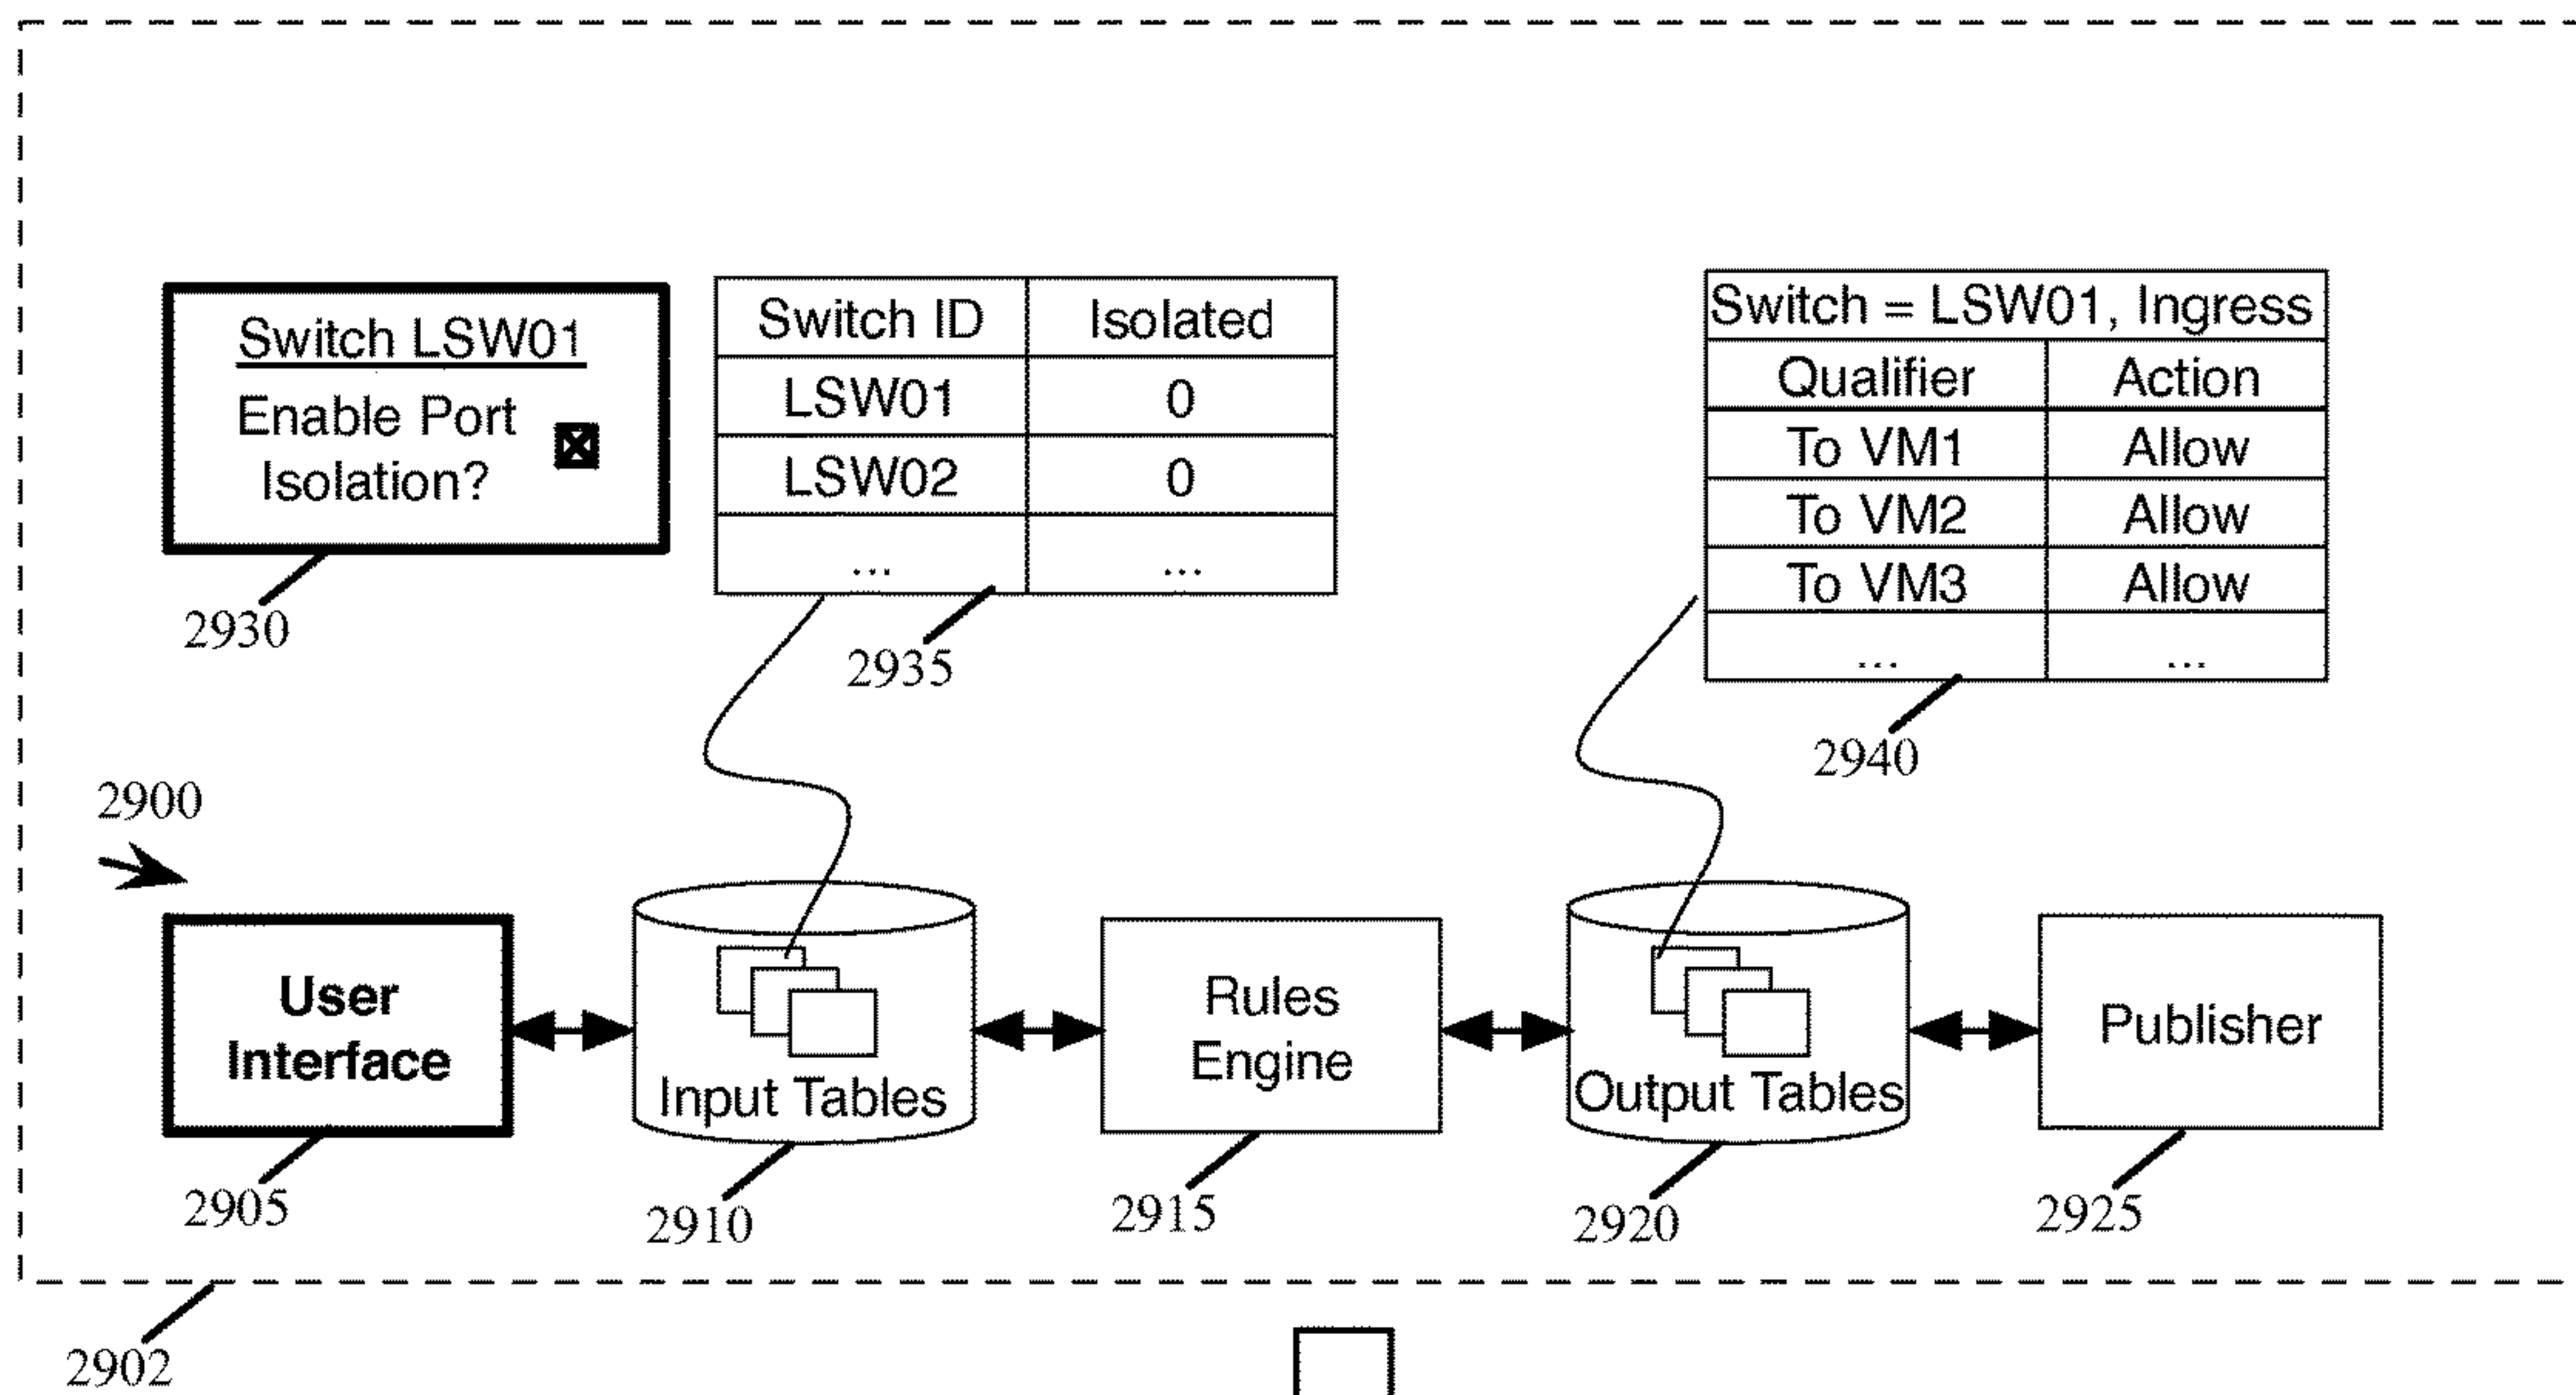 Switch LSW01
Enable Port
Isolation?
2930
Switch ID Isolated
LSW01 0
LSW02 0
... ...
2935
Switch = LSW01, Ingress
Qualifier Action
To VM1 Allow
To VM2 Allow
To VM3 Allow
... ...
2940
2900
User
Interface
2905
Input Tables
2910
Rules
Engine
2915
Output Tables
2920
Publisher
2925
2902